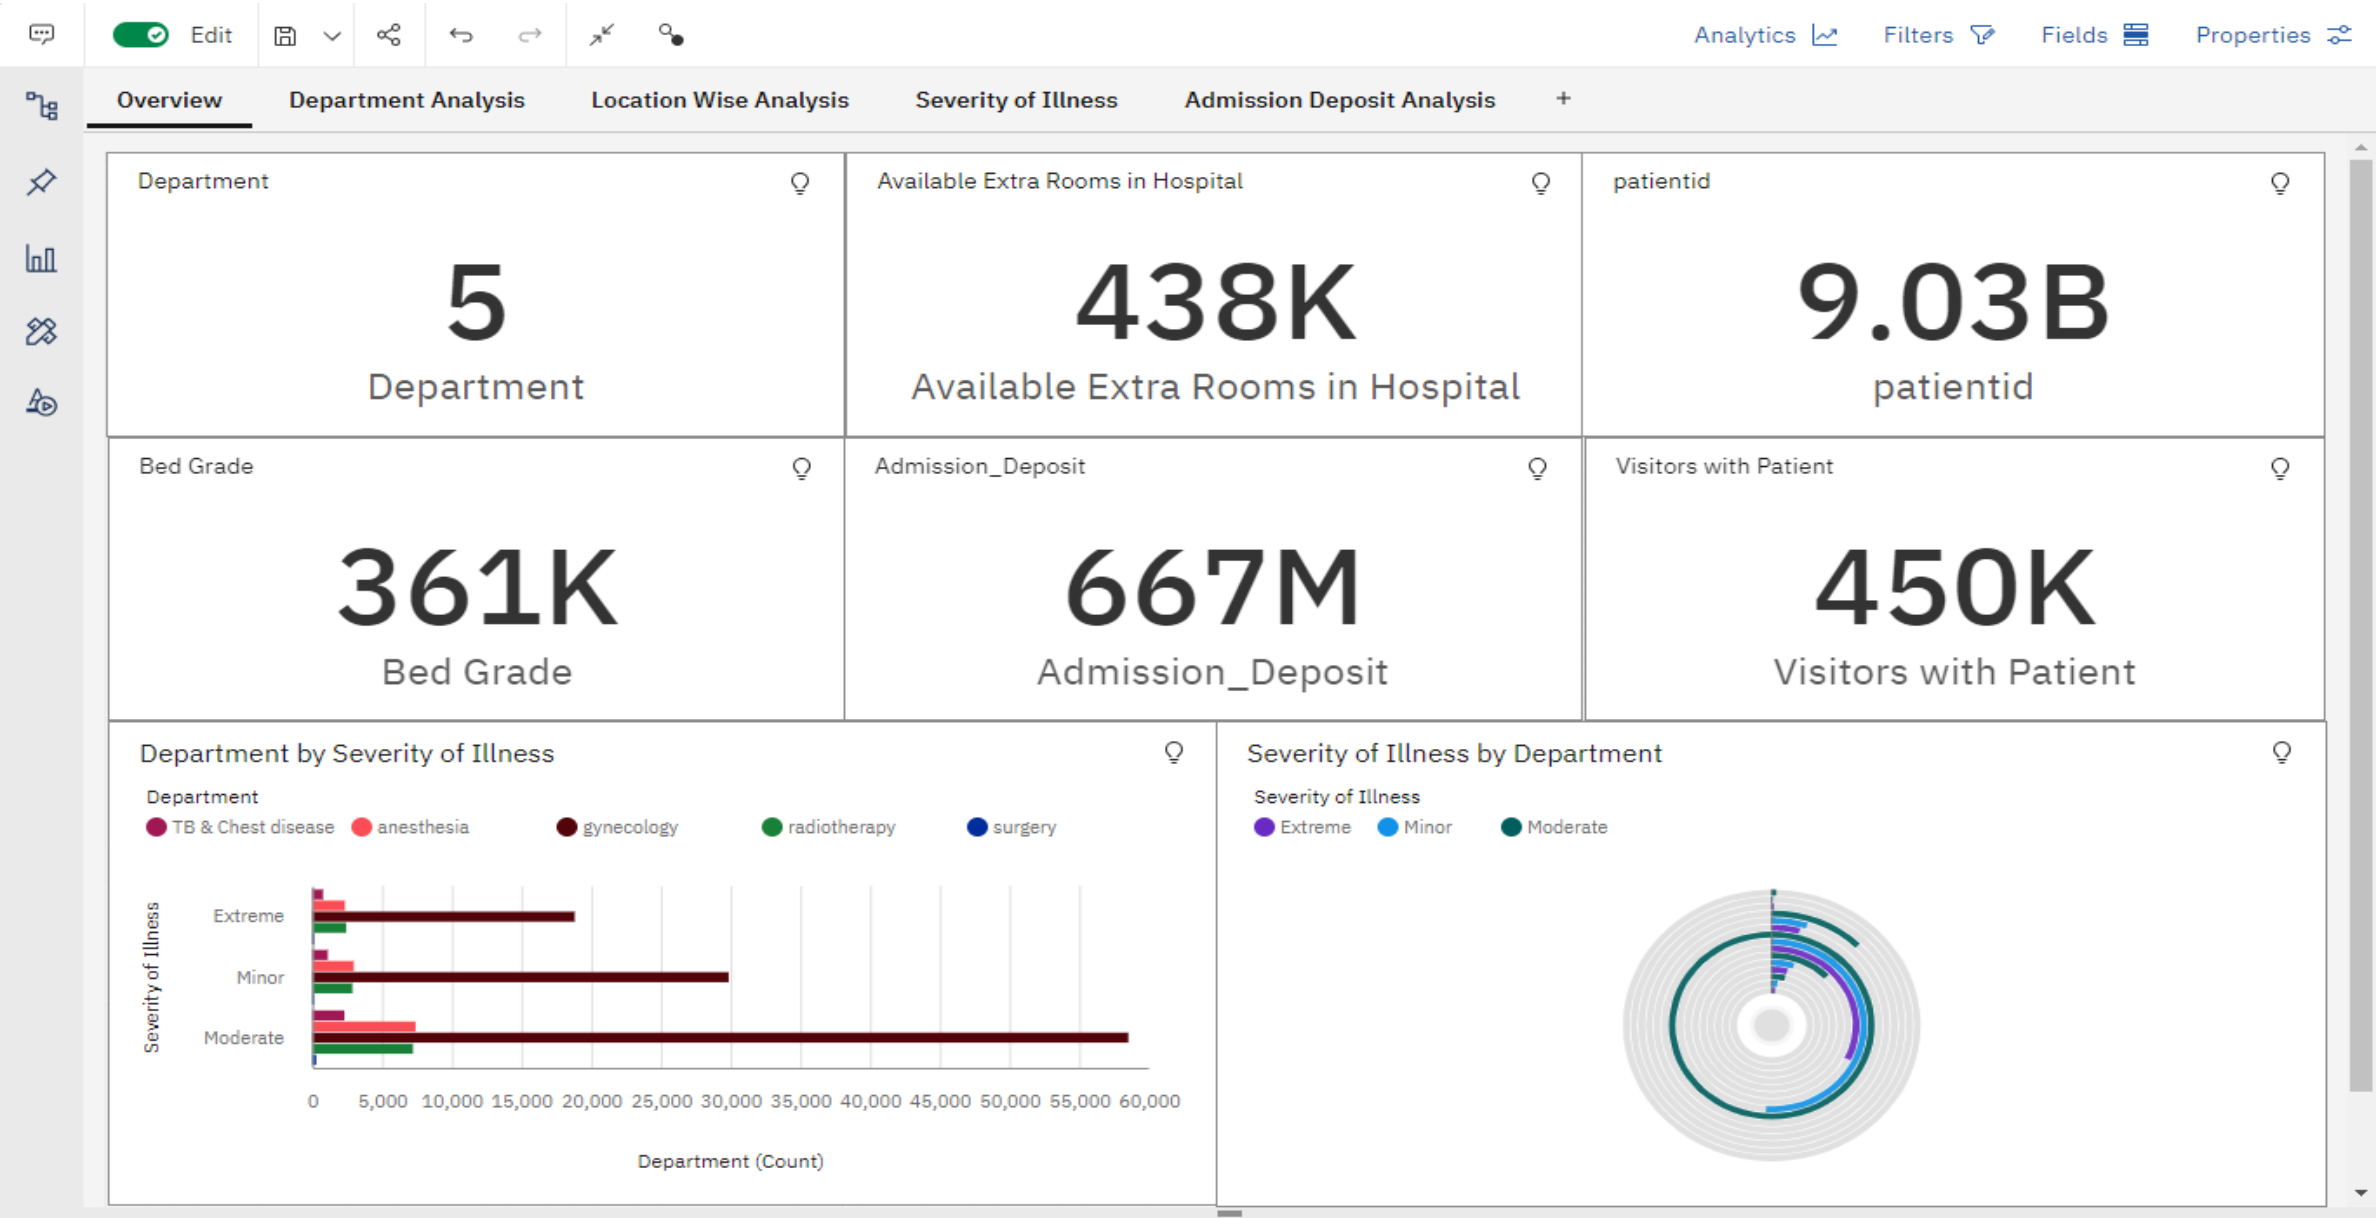 Edit
Analytics Filters Fields Properties
Overview Department Analysis Location Wise Analysis Severity of Illness Admission Deposit Analysis +
Department
5
Department
Available Extra Rooms in Hospital
438K
Available Extra Rooms in Hospital
patientid
9.03B
patientid
Bed Grade
361K
Bed Grade
Admission_Deposit
667M
Admission_Deposit
Visitors with Patient
450K
Visitors with Patient
Department by Severity of Illness
Department
TB & Chest disease anesthesia gynecology radiotherapy surgery
Severity of Illness
Extreme
Minor
Moderate
0 5,000 10,000 15,000 20,000 25,000 30,000 35,000 40,000 45,000 50,000 55,000 60,000
Department (Count)
Severity of Illness by Department
Severity of Illness
Extreme Minor Moderate